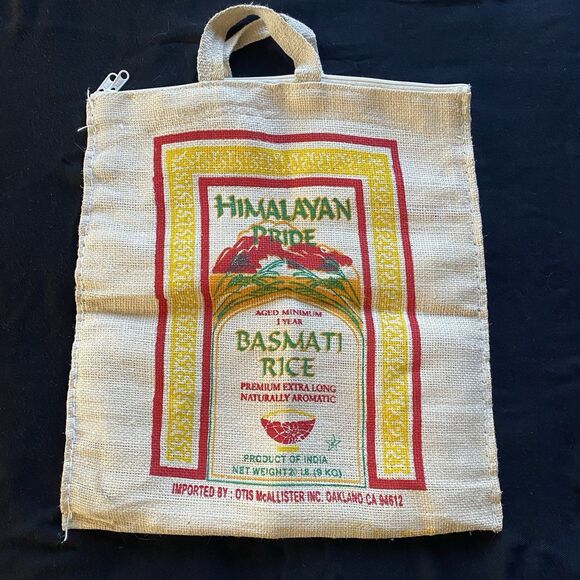 HIMALAYAN
PRIDE
AGED MINIMUM
1 YEAR
BASMATI
RICE
PREMIUM EXTRA LONG
NATURALLY AROMATIC
PRODUCT OF INDIA
NET WEIGHT 20 LB. (9 KG)
IMPORTED BY : OTIS McALLISTER INC. OAKLAND CA 94612